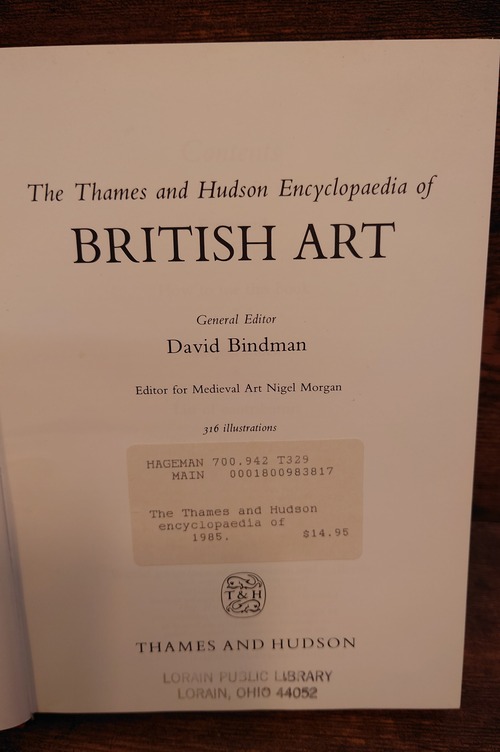 The Thames and Hudson Encyclopaedia of
BRITISH ART
General Editor
David Bindman
Editor for Medieval Art Nigel Morgan
316 illustrations
HAGEMAN 700.942 T329
MAIN 0001800983817
The Thames and Hudson
encyclopaedia of
1985. $14.95
T & H
THAMES AND HUDSON
LORAIN PUBLIC LIBRARY
LORAIN, OHIO 44052